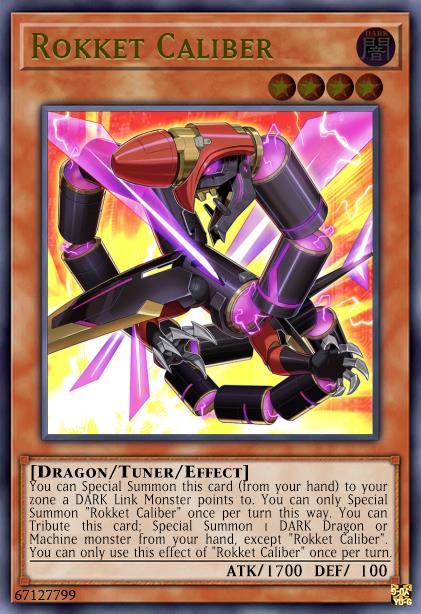 ROKKET CALIBER
DARK
闇
[DRAGON/TUNER/EFFECT]
You can Special Summon this card (from your hand) to your
zone a DARK Link Monster points to. You can only Special
Summon "Rokket Caliber" once per turn this way. You can
Tribute this card; Special Summon 1 DARK Dragon or
Machine monster from your hand, except "Rokket Caliber".
You can only use this effect of "Rokket Caliber" once per turn.
ATK/1700 DEF/ 100
67127799